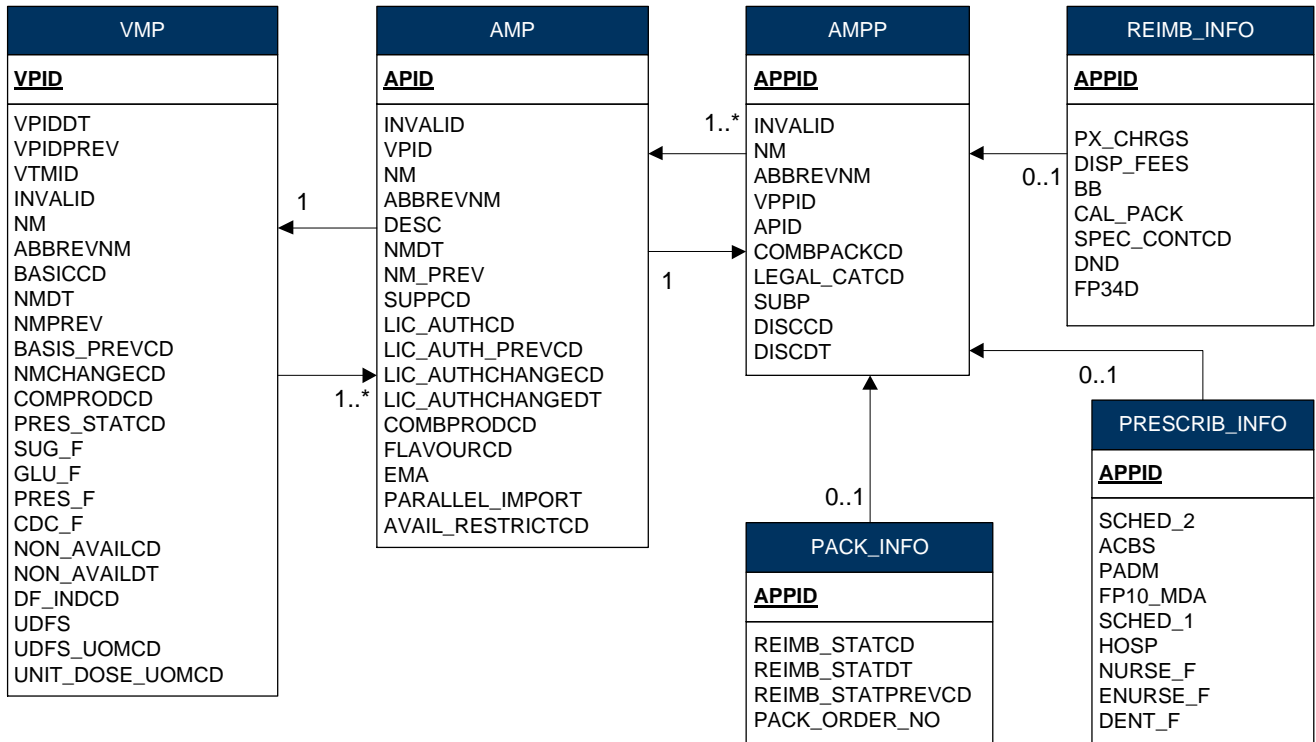 VMP
VPID
VPIDDT
VPIDPREV
VTMID
INVALID
NM
ABBREVNM
BASICCD
NMDT
NMPREV
BASIS_PREVCD
NMCHANGECD
COMPRODCD
PRES_STATCD
SUG_F
GLU_F
PRES_F
CDC_F
NON_AVAILCD
NON_AVAILDT
DF_INDCD
UDFS
UDFS_UOMCD
UNIT_DOSE_UOMCD
1
1..*
AMP
APID
INVALID
VPID
NM
ABBREVNM
DESC
NMDT
NM_PREV
SUPPCD
LIC_AUTHCD
LIC_AUTH_PREVCD
LIC_AUTHCHANGECD
LIC_AUTHCHANGEDT
COMBPRODCD
FLAVOURCD
EMA
PARALLEL_IMPORT
AVAIL_RESTRICTCD
1..*
1
AMPP
APPID
INVALID
NM
ABBREVNM
VPPID
APID
COMBPACKCD
LEGAL_CATCD
SUBP
DISCCD
DISCDT
0..1
REIMB_INFO
APPID
PX_CHRGS
DISP_FEES
BB
CAL_PACK
SPEC_CONTCD
DND
FP34D
0..1
PACK_INFO
APPID
REIMB_STATCD
REIMB_STATDT
REIMB_STATPREVCD
PACK_ORDER_NO
0..1
PRESCRIB_INFO
APPID
SCHED_2
ACBS
PADM
FP10_MDA
SCHED_1
HOSP
NURSE_F
ENURSE_F
DENT_F